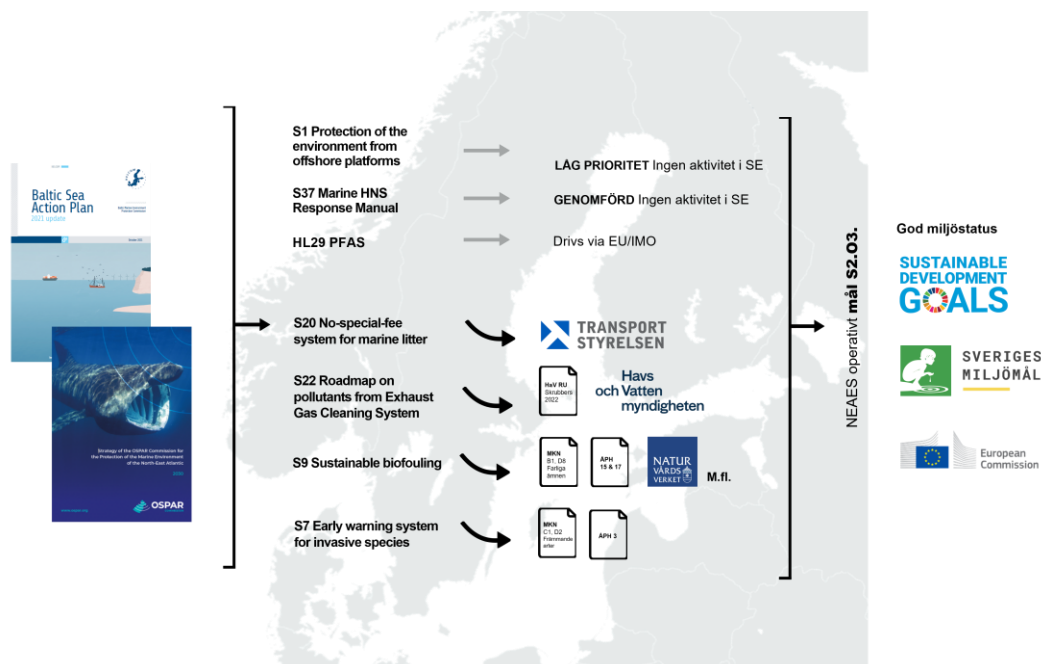 Baltic Sea
Action Plan
2021 update
Strategy of the OSPAR Commission for
the Protection of the Marine Environment
of the North-East Atlantic
2030
OSPAR
S1 Protection of the
environment from
offshore platforms
LÅG PRIORITET Ingen aktivitet i SE
S37 Marine HNS
Response Manual
GENOMFÖRD Ingen aktivitet i SE
HL29 PFAS
Drivs via EU/IMO
S20 No-special-fee
system for marine litter
TRANSPORT
STYRELSEN
S22 Roadmap on
pollutants from Exhaust
Gas Cleaning System
HaV RU
Skrubbers
2022
Havs
och Vatten
myndigheten
S9 Sustainable biofouling
MKN
B1, D8
Farliga
ämnen
ÅPH
15 & 17
NATUR
VÅRDS
VERKET
M.fl.
S7 Early warning system
for invasive species
MKN
C1, D2
Främmande
arter
ÅPH 3
NEAES operativt mål S2.O3.
God miljöstatus
SUSTAINABLE
DEVELOPMENT
GOALS
SVERIGES
MILJÖMÅL
European
Commission